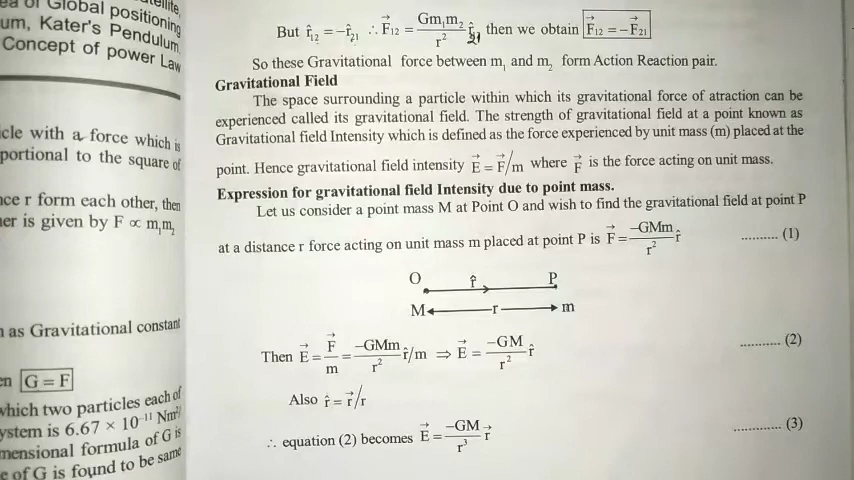 ea of Global positioning
um, Kater's Pendulum
Concept of power Law
cle with a force which is
portional to the square of
ce r form each other, then
er is given by F ∝ m₁m₂
as Gravitational constant
G = F
which two particles each of
ystem is 6.67 × 10⁻¹¹ Nm²/
mensional formula of G is
e of G is found to be same
But r̂₁₂ = −r̂₂₁ ∴ F⃗₁₂ = Gm₁m₂/r² r̂₂₁ then we obtain F⃗₁₂ = −F⃗₂₁
So these Gravitational force between m₁ and m₂ form Action Reaction pair.
Gravitational Field
The space surrounding a particle within which its gravitational force of atraction can be
experienced called its gravitational field. The strength of gravitational field at a point known as
Gravitational field Intensity which is defined as the force experienced by unit mass (m) placed at the
point. Hence gravitational field intensity E⃗ = F⃗/m where F⃗ is the force acting on unit mass.
Expression for gravitational field Intensity due to point mass.
Let us consider a point mass M at Point O and wish to find the gravitational field at point P
at a distance r force acting on unit mass m placed at point P is F⃗ = −GMm/r² r̂ .......... (1)
O r̂ P
M r m
Then E⃗ = F⃗/m = −GMm/r² r̂/m ⇒ E⃗ = −GM/r² r̂ ........... (2)
Also r̂ = r⃗/r
∴ equation (2) becomes E⃗ = −GM/r³ r⃗ ............. (3)